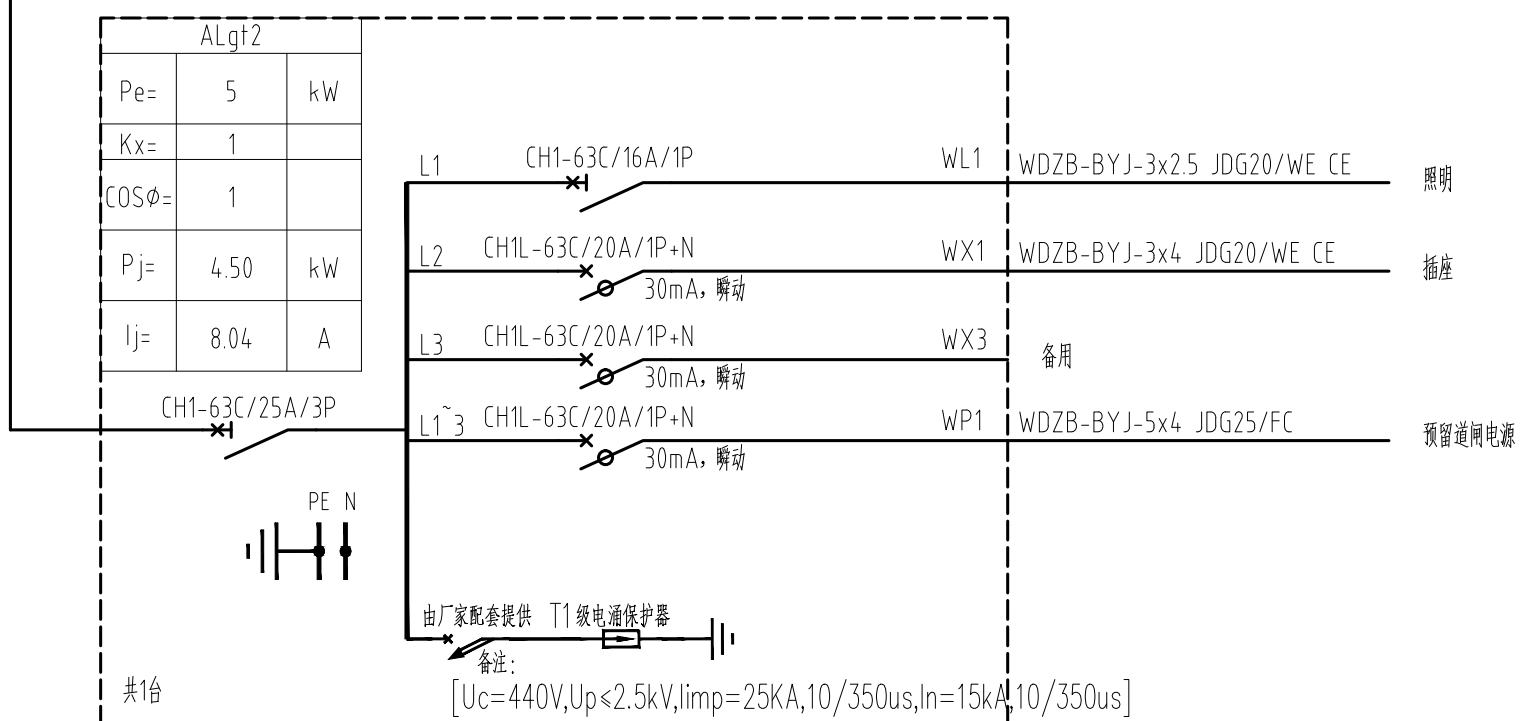 ALgt2
Pe= 5 kW
Kx= 1
COSØ= 1
Pj= 4.50 kW
Ij= 8.04 A
CH1-63C/25A/3P
L1 CH1-63C/16A/1P WL1 WDZB-BYJ-3x2.5 JDG20/WE CE 照明
L2 CH1L-63C/20A/1P+N WX1 WDZB-BYJ-3x4 JDG20/WE CE 插座
30mA，瞬动
L3 CH1L-63C/20A/1P+N WX3 备用
30mA，瞬动
L1~3 CH1L-63C/20A/1P+N WP1 WDZB-BYJ-5x4 JDG25/FC 预留道闸电源
30mA，瞬动
PE N
由厂家配套提供 T1级电涌保护器
备注：
[Uc=440V,Up≤2.5kV,Iimp=25KA,10/350us,In=15kA,10/350us]
共1台